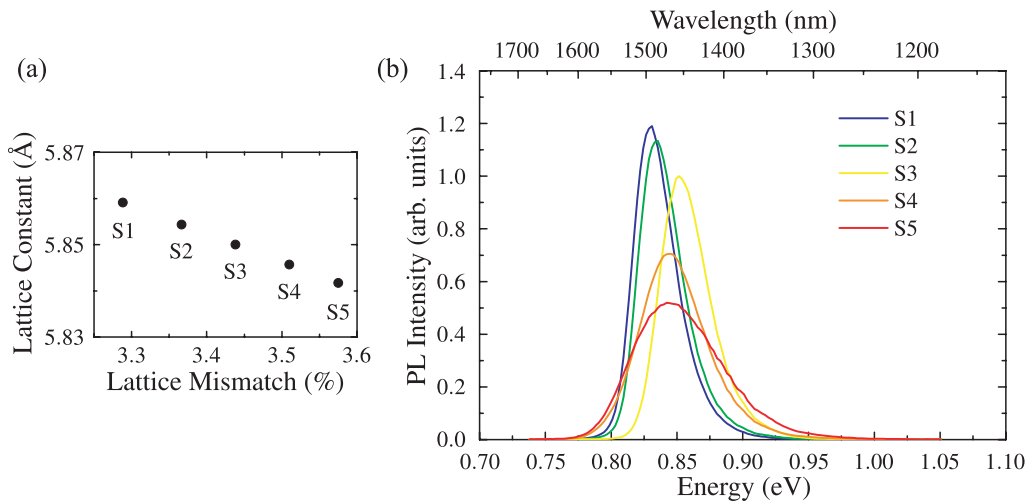 (a)
Lattice Constant (Å)
5.87
5.85
5.83
S1
S2
S3
S4
S5
3.3 3.4 3.5 3.6
Lattice Mismatch (%)
(b)
Wavelength (nm)
1700 1600 1500 1400 1300 1200
PL Intensity (arb. units)
1.4
1.2
1.0
0.8
0.6
0.4
0.2
0.0
S1
S2
S3
S4
S5
0.70 0.75 0.80 0.85 0.90 0.95 1.00 1.05 1.10
Energy (eV)